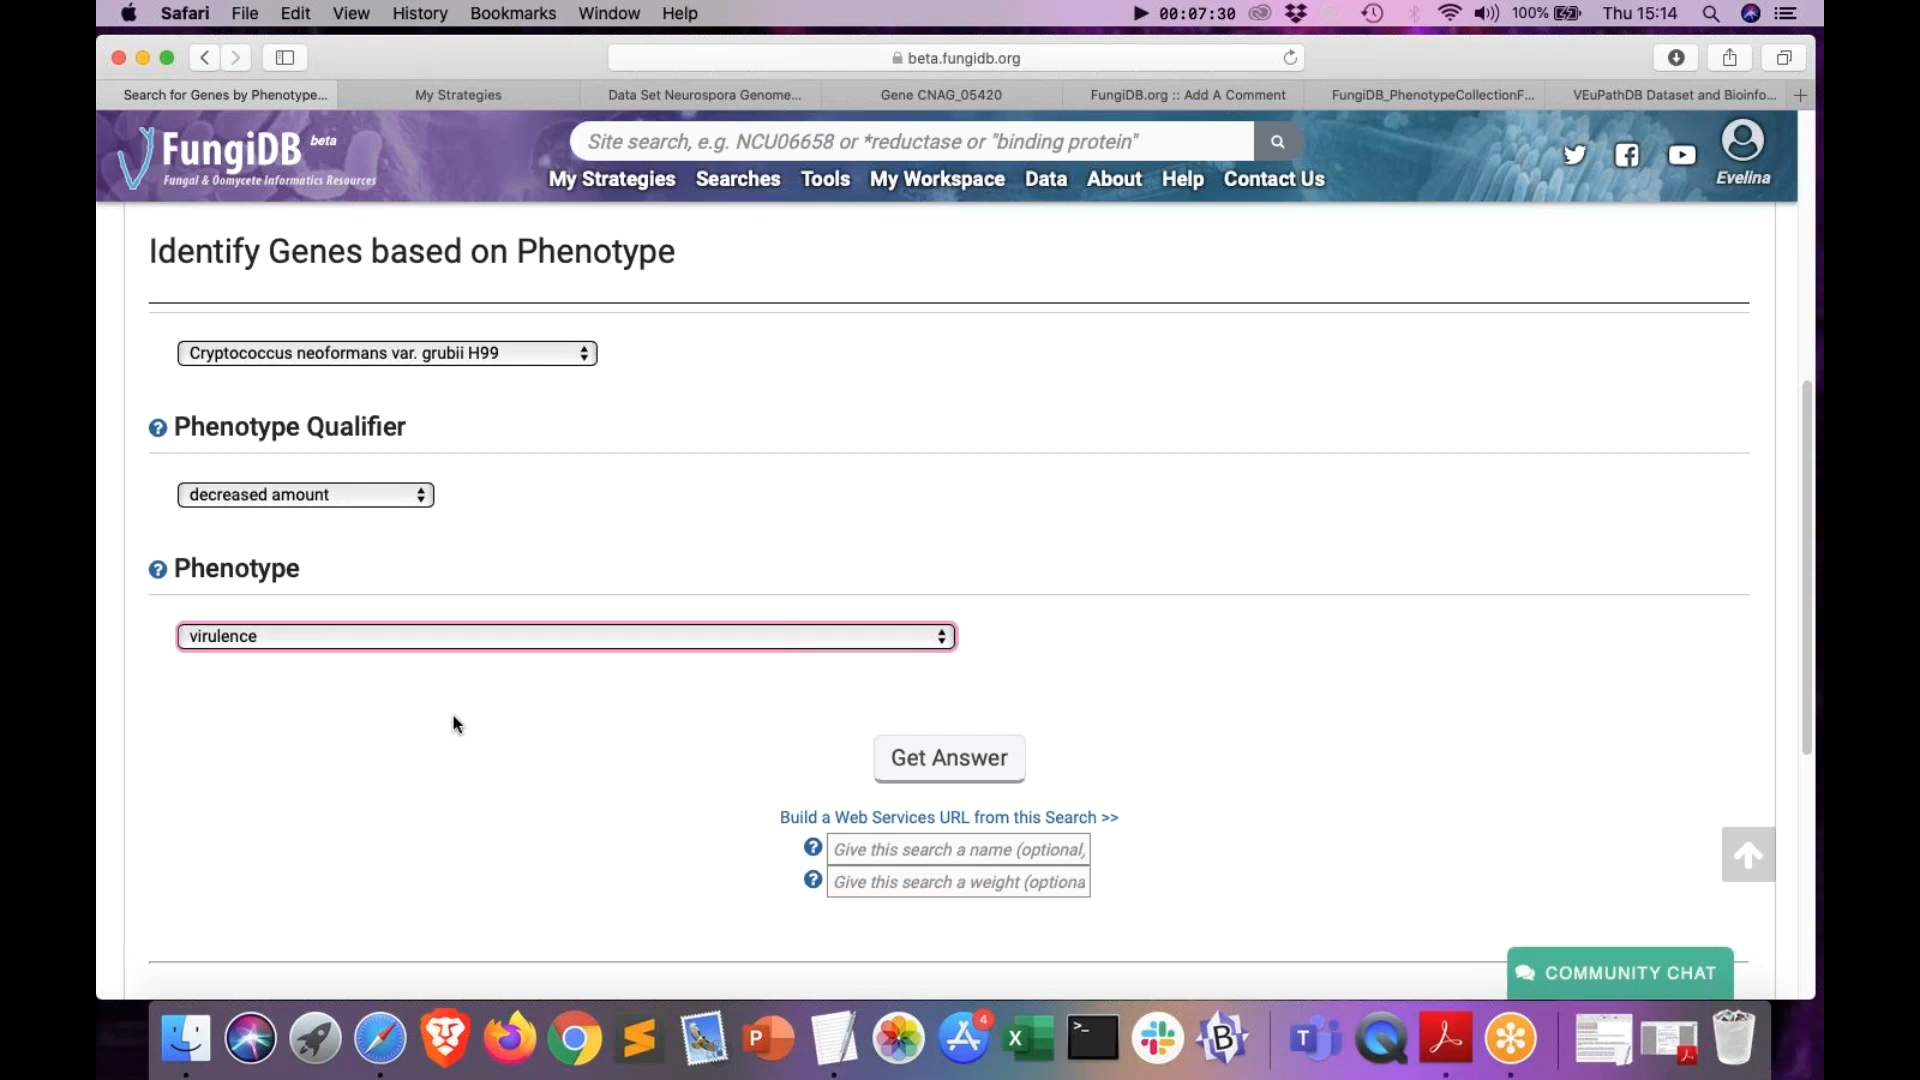 Safari File Edit View History Bookmarks Window Help 00:07:30 100% Thu 15:14
beta.fungidb.org
Search for Genes by Phenotype... My Strategies Data Set Neurospora Genome... Gene CNAG_05420 FungiDB.org :: Add A Comment FungiDB_PhenotypeCollectionF... VEuPathDB Dataset and Bioinfo...
FungiDB beta
Fungal & Oomycete Informatics Resources
Site search, e.g. NCU06658 or *reductase or "binding protein"
My Strategies Searches Tools My Workspace Data About Help Contact Us
Evelina
Identify Genes based on Phenotype
Cryptococcus neoformans var. grubii H99
? Phenotype Qualifier
decreased amount
? Phenotype
virulence
Get Answer
Build a Web Services URL from this Search >>
? Give this search a name (optional)
? Give this search a weight (optiona
COMMUNITY CHAT
4